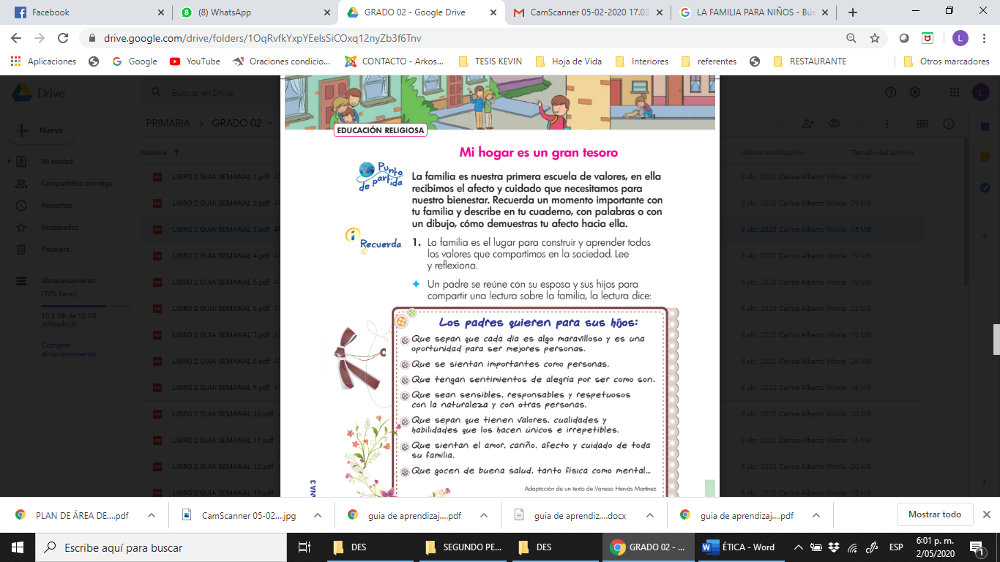 Facebook
(8) WhatsApp
GRADO 02 - Google Drive
CamScanner 05-02-2020 17.03
LA FAMILIA PARA NIÑOS - Bús
drive.google.com/drive/folders/1OqRvfkYxpYEelsSiCOxq12nyZb3f6Tnv
L
Aplicaciones
Google
YouTube
Oraciones condicio...
CONTACTO - Arkos...
TESIS KEVIN
Hoja de Vida
Interiores
referentes
RESTAURANTE
Otros marcadores
Drive
Buscar en Drive
L
Nuevo
Mi unidad
Compartidos conmigo
Recientes
Destacados
Papelera
Almacenamiento
(72% lleno)
10.8 GB de 15 GB
utilizado(s)
Comprar
almacenamiento
PRIMARIA
GRADO 02
Nombre
Última modificación
Tamaño del archivo
LIBRO 2 GUIA SEMANAL 1.pdf
8 abr. 2020 Carlos Alberto Viloria
18 MB
LIBRO 2 GUIA SEMANAL 2.pdf
8 abr. 2020 Carlos Alberto Viloria
39 MB
LIBRO 2 GUIA SEMANAL 3.pdf
8 abr. 2020 Carlos Alberto Viloria
15 MB
LIBRO 2 GUIA SEMANAL 4.pdf
8 abr. 2020 Carlos Alberto Viloria
19 MB
LIBRO 2 GUIA SEMANAL 5.pdf
8 abr. 2020 Carlos Alberto Viloria
18 MB
LIBRO 2 GUIA SEMANAL 6.pdf
8 abr. 2020 Carlos Alberto Viloria
22 MB
LIBRO 2 GUIA SEMANAL 7.pdf
8 abr. 2020 Carlos Alberto Viloria
13 MB
LIBRO 2 GUIA SEMANAL 8.pdf
8 abr. 2020 Carlos Alberto Viloria
28 MB
LIBRO 2 GUIA SEMANAL 9.pdf
8 abr. 2020 Carlos Alberto Viloria
18 MB
LIBRO 2 GUIA SEMANAL 10.pdf
8 abr. 2020 Carlos Alberto Viloria
20 MB
LIBRO 2 GUIA SEMANAL 11.pdf
8 abr. 2020 Carlos Alberto Viloria
16 MB
LIBRO 2 GUIA SEMANAL 12.pdf
8 abr. 2020 Carlos Alberto Viloria
20 MB
LIBRO 2 GUIA SEMANAL 13.pdf
8 abr. 2020 Carlos Alberto Viloria
EDUCACIÓN RELIGIOSA
Mi hogar es un gran tesoro
Punto
de partida
La familia es nuestra primera escuela de valores, en ella
recibimos el afecto y cuidado que necesitamos para
nuestro bienestar. Recuerda un momento importante con
tu familia y describe en tu cuaderno, con palabras o con
un dibujo, cómo demuestras tu afecto hacia ella.
Recuerda
1. La familia es el lugar para construir y aprender todos
los valores que compartimos en la sociedad. Lee
y reflexiona.
Un padre se reúne con su esposa y sus hijos para
compartir una lectura sobre la familia, la lectura dice:
Los padres quieren para sus hijos:
Que sepan que cada día es algo maravilloso y es una
oportunidad para ser mejores personas.
Que se sientan importantes como personas.
Que tengan sentimientos de alegría por ser como son.
Que sean sensibles, responsables y respetuosos
con la naturaleza y con otras personas.
Que sepan que tienen valores, cualidades y
habilidades que los hacen únicos e irrepetibles.
Que sientan el amor, cariño, afecto y cuidado de toda
su familia.
Que gocen de buena salud, tanto física como mental...
Adaptación de un texto de Vanesa Hervás Martínez
ANA 3
PLAN DE ÁREA DE....pdf
CamScanner 05-02....jpg
guia de aprendizaj....pdf
guia de aprendiz....docx
guia de aprendizaj....pdf
Mostrar todo
Escribe aquí para buscar
DES
SEGUNDO PE...
DES
GRADO 02 - ...
ÉTICA - Word
ESP
6:01 p. m.
2/05/2020
1